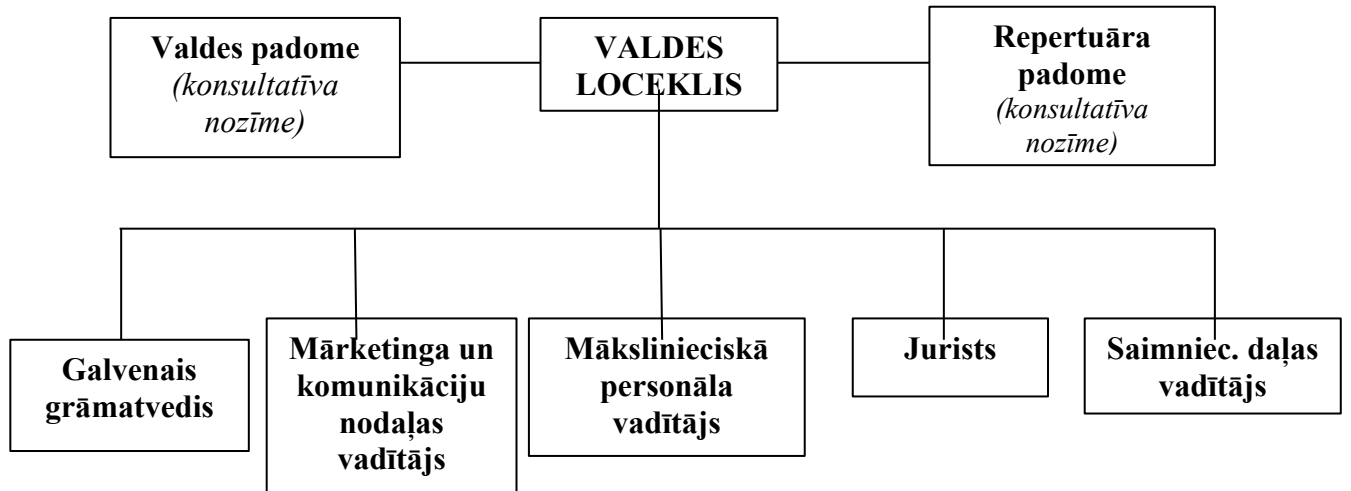 Valdes padome
(konsultatīva
nozīme)
VALDES
LOCEKLIS
Repertuāra
padome
(konsultatīva
nozīme)
Galvenais
grāmatvedis
Mārketinga un
komunikāciju
nodaļas
vadītājs
Mākslinieciskā
personāla
vadītājs
Jurists
Saimniec. daļas
vadītājs